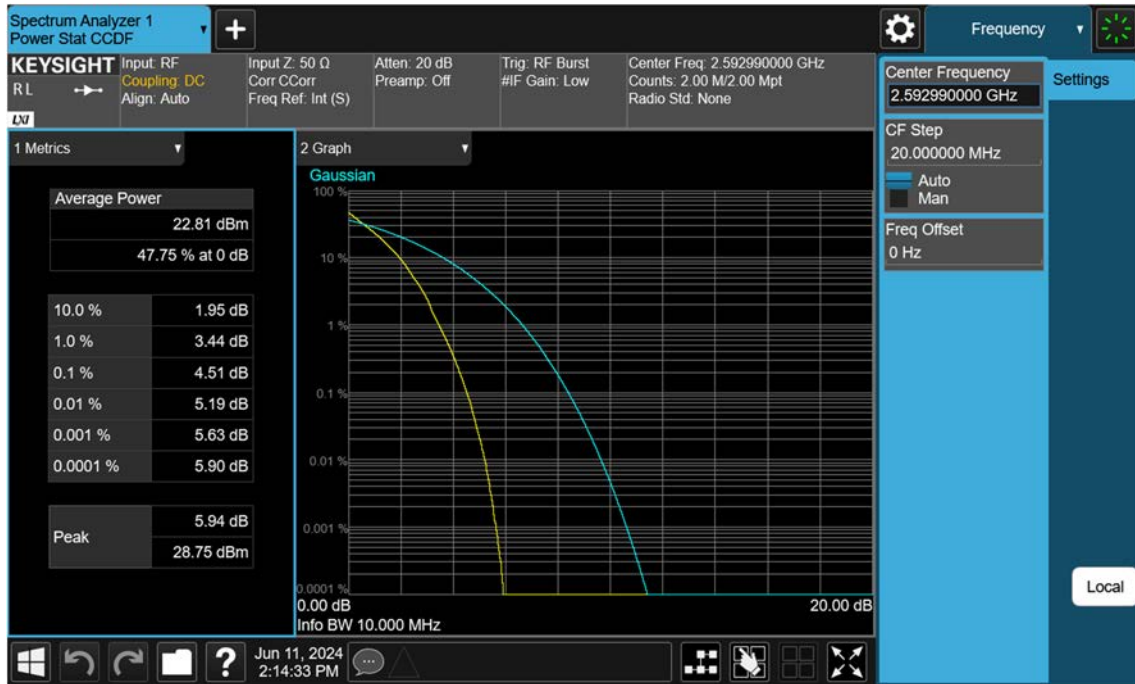 Spectrum Analyzer 1
Power Stat CCDF
+
Frequency
KEYSIGHT
R L
LXI
Input: RF
Coupling: DC
Align: Auto
Input Z: 50 Ω
Corr CCorr
Freq Ref: Int (S)
Atten: 20 dB
Preamp: Off
Trig: RF Burst
#IF Gain: Low
Center Freq: 2.592990000 GHz
Counts: 2.00 M/2.00 Mpt
Radio Std: None
Center Frequency
2.592990000 GHz
Settings
CF Step
20.000000 MHz
Auto
Man
Freq Offset
0 Hz
1 Metrics
Average Power
22.81 dBm
47.75 % at 0 dB
10.0 % 1.95 dB
1.0 % 3.44 dB
0.1 % 4.51 dB
0.01 % 5.19 dB
0.001 % 5.63 dB
0.0001 % 5.90 dB
Peak
5.94 dB
28.75 dBm
2 Graph
Gaussian
100 %
10 %
1 %
0.1 %
0.01 %
0.001 %
0.0001 %
0.00 dB 20.00 dB
Info BW 10.000 MHz
Local
?
Jun 11, 2024
2:14:33 PM